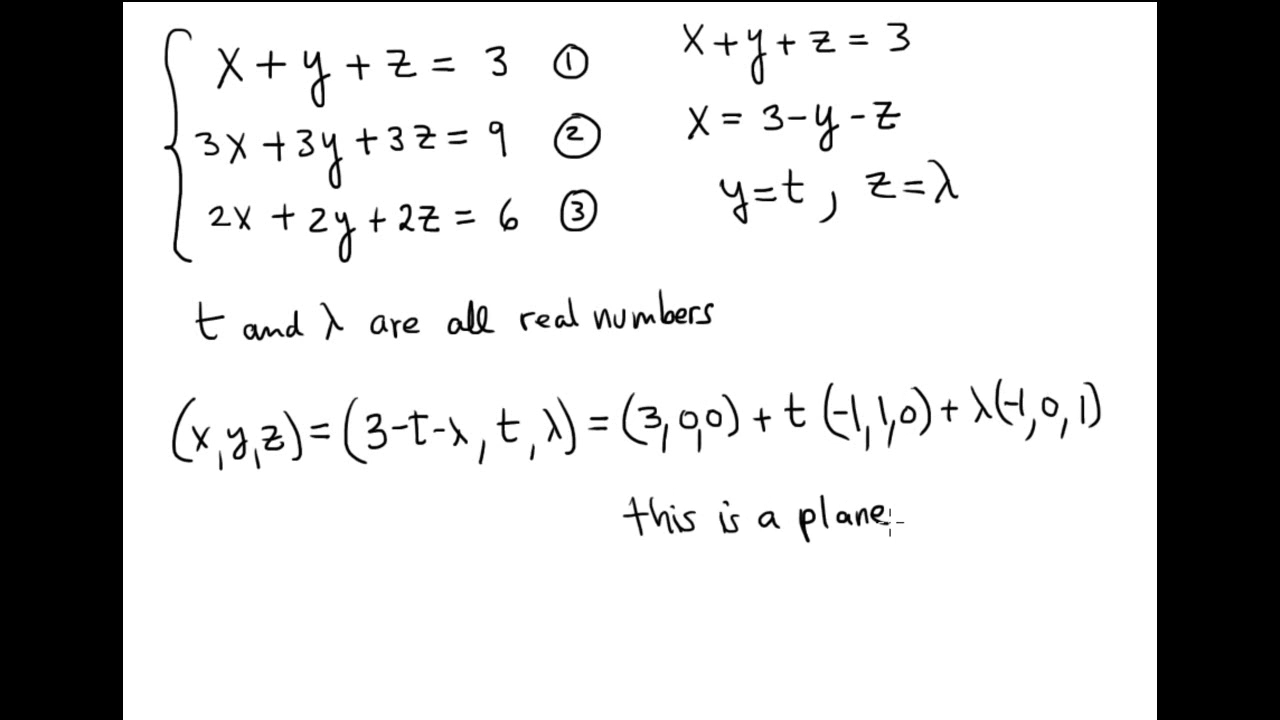 x + y + z = 3 ①
3x + 3y + 3z = 9 ②
2x + 2y + 2z = 6 ③
x + y + z = 3
x = 3 - y - z
y = t , z = λ
t and λ are all real numbers
(x, y, z) = (3 - t - λ, t, λ) = (3, 0, 0) + t (-1, 1, 0) + λ(-1, 0, 1)
this is a plane